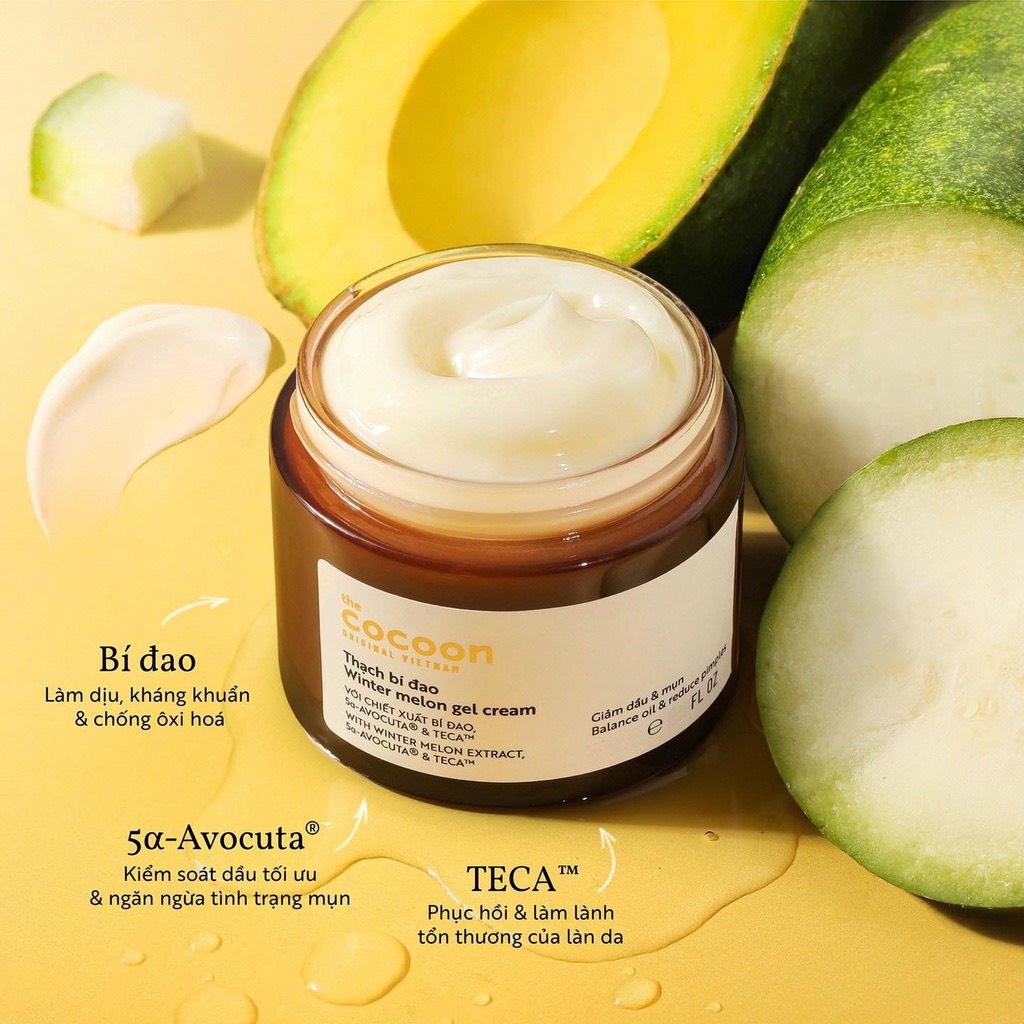 the
cocoon
ORIGINAL VIETNAM
Thạch bí đao
Winter melon gel cream
VỚI CHIẾT XUẤT BÍ ĐAO,
5α-AVOCUTA® & TECA™
WITH WINTER MELON EXTRACT,
5α-AVOCUTA® & TECA™
Giảm dầu & mụn
Balance oil & reduce pimples
℮
FL OZ
Bí đao
Làm dịu, kháng khuẩn
& chống ôxi hoá
5α-Avocuta®
Kiểm soát dầu tối ưu
& ngăn ngừa tình trạng mụn
TECA™
Phục hồi & làm lành
tổn thương của làn da